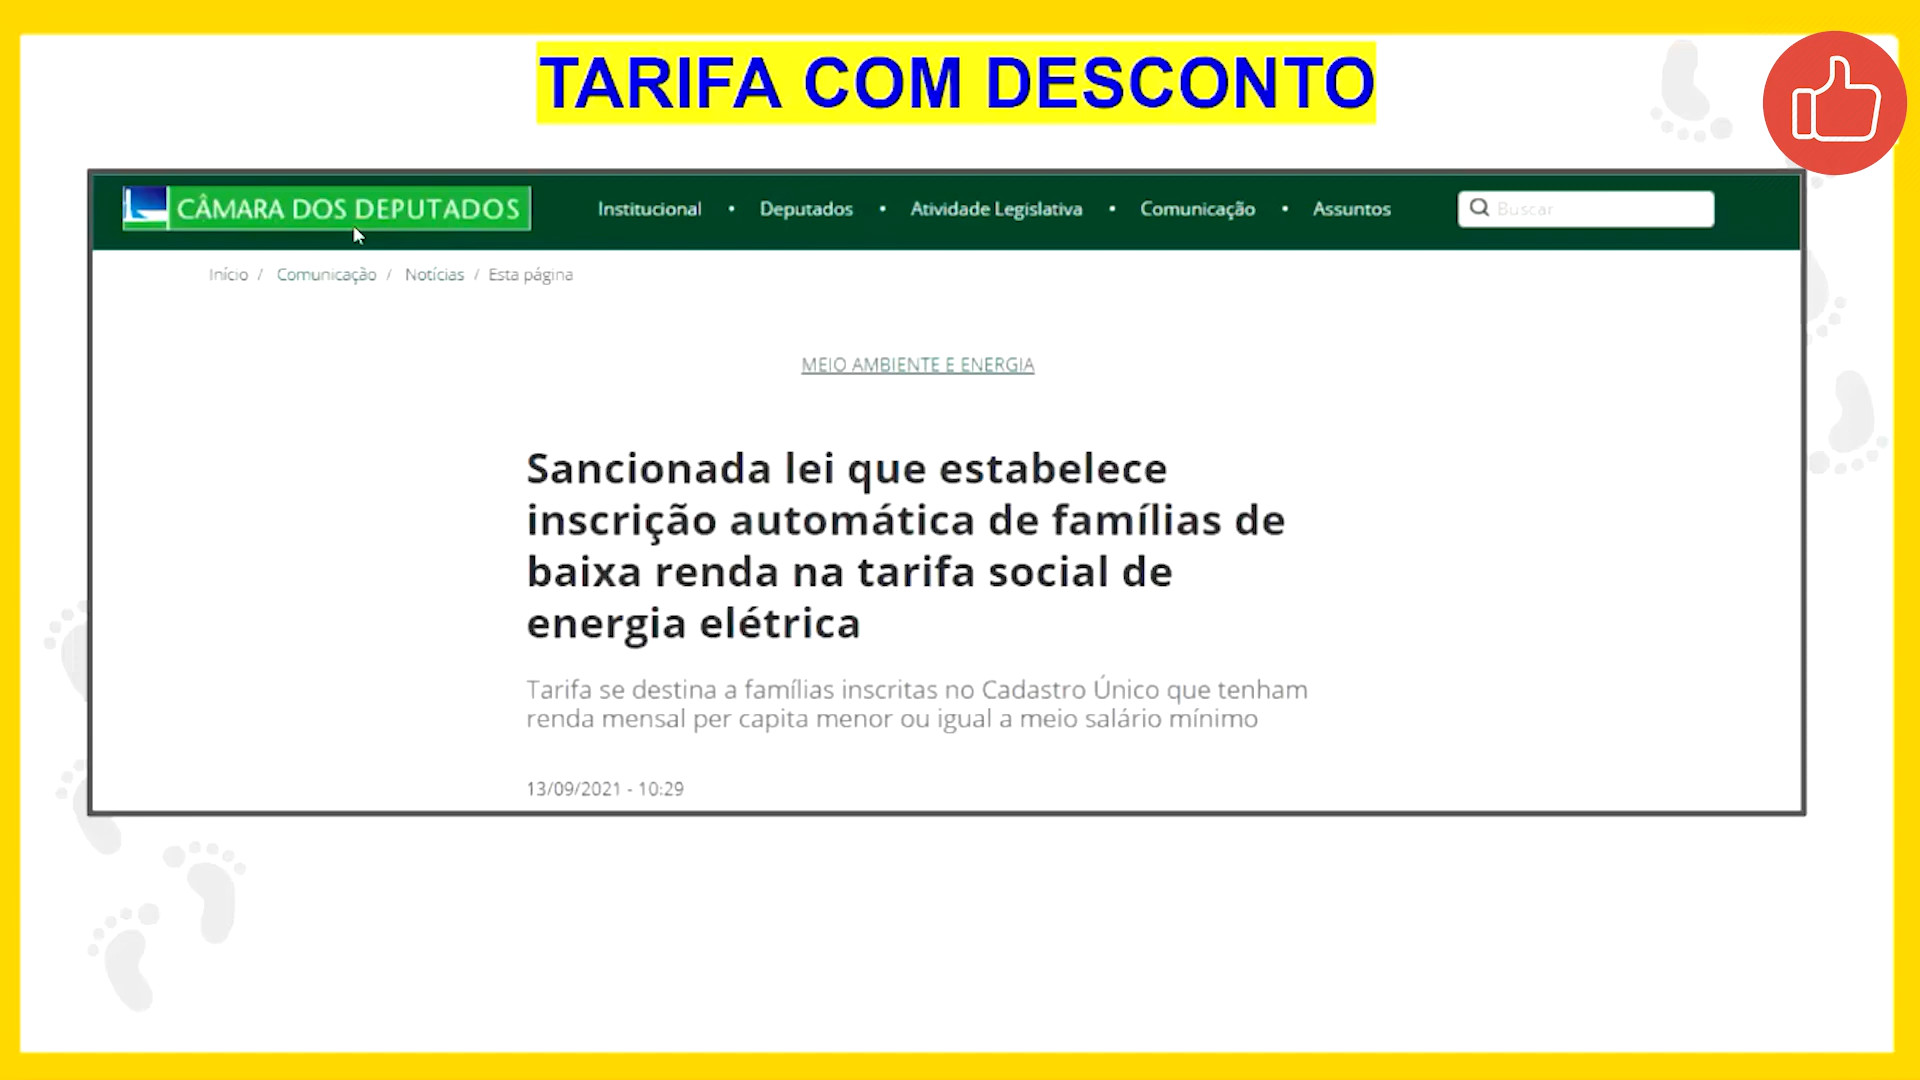 TARIFA COM DESCONTO
CÂMARA DOS DEPUTADOS
Institucional • Deputados • Atividade Legislativa • Comunicação • Assuntos
Buscar
Início / Comunicação / Notícias / Esta página
MEIO AMBIENTE E ENERGIA
Sancionada lei que estabelece
inscrição automática de famílias de
baixa renda na tarifa social de
energia elétrica
Tarifa se destina a famílias inscritas no Cadastro Único que tenham
renda mensal per capita menor ou igual a meio salário mínimo
13/09/2021 - 10:29